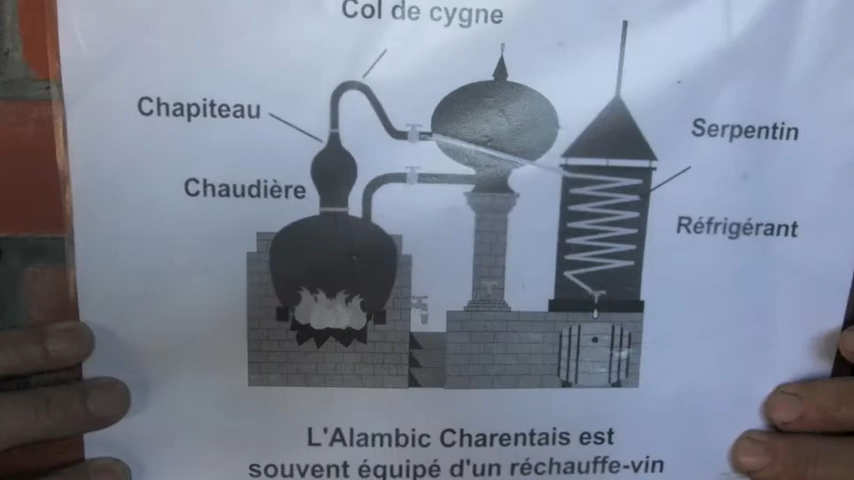 Col de cygne
Chapiteau
Serpentin
Chaudière
Réfrigérant
L'Alambic Charentais est
souvent équipé d'un réchauffe-vin